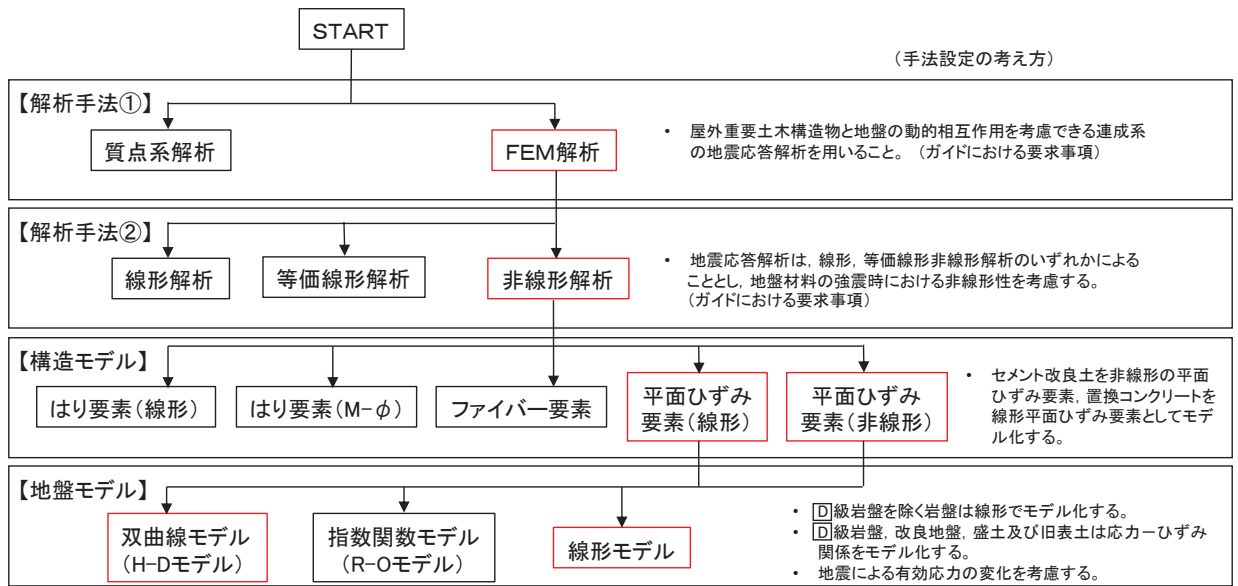 START
（手法設定の考え方）
【解析手法①】
質点系解析
FEM解析
・ 屋外重要土木構造物と地盤の動的相互作用を考慮できる連成系
の地震応答解析を用いること。（ガイドにおける要求事項）
【解析手法②】
線形解析
等価線形解析
非線形解析
・ 地震応答解析は，線形，等価線形非線形解析のいずれかによる
こととし，地盤材料の強震時における非線形性を考慮する。
（ガイドにおける要求事項）
【構造モデル】
はり要素（線形）
はり要素（M-φ）
ファイバー要素
平面ひずみ
要素（線形）
平面ひずみ
要素（非線形）
・ セメント改良土を非線形の平面
ひずみ要素，置換コンクリートを
線形平面ひずみ要素としてモデ
ル化する。
【地盤モデル】
双曲線モデル
（H-Dモデル）
指数関数モデル
（R-Oモデル）
線形モデル
・ D級岩盤を除く岩盤は線形でモデル化する。
・ D級岩盤，改良地盤，盛土及び旧表土は応力ーひずみ
関係をモデル化する。
・ 地震による有効応力の変化を考慮する。